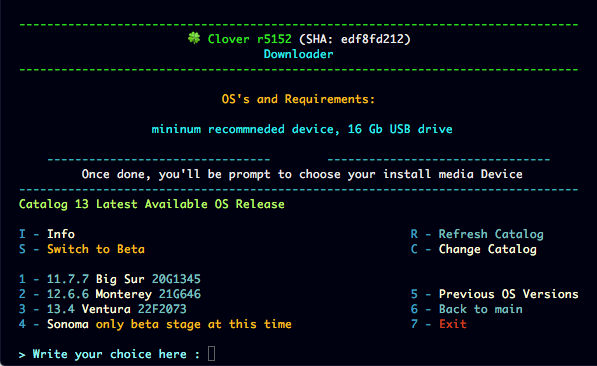 🍀 Clover r5152 (SHA: edf8fd212)
Downloader
OS's and Requirements:
mininum recommneded device, 16 Gb USB drive
Once done, you'll be prompt to choose your install media Device
Catalog 13 Latest Available OS Release
I - Info R - Refresh Catalog
S - Switch to Beta C - Change Catalog
1 - 11.7.7 Big Sur 20G1345
2 - 12.6.6 Monterey 21G646 5 - Previous OS Versions
3 - 13.4 Ventura 22F2073 6 - Back to main
4 - Sonoma only beta stage at this time 7 - Exit
> Write your choice here :